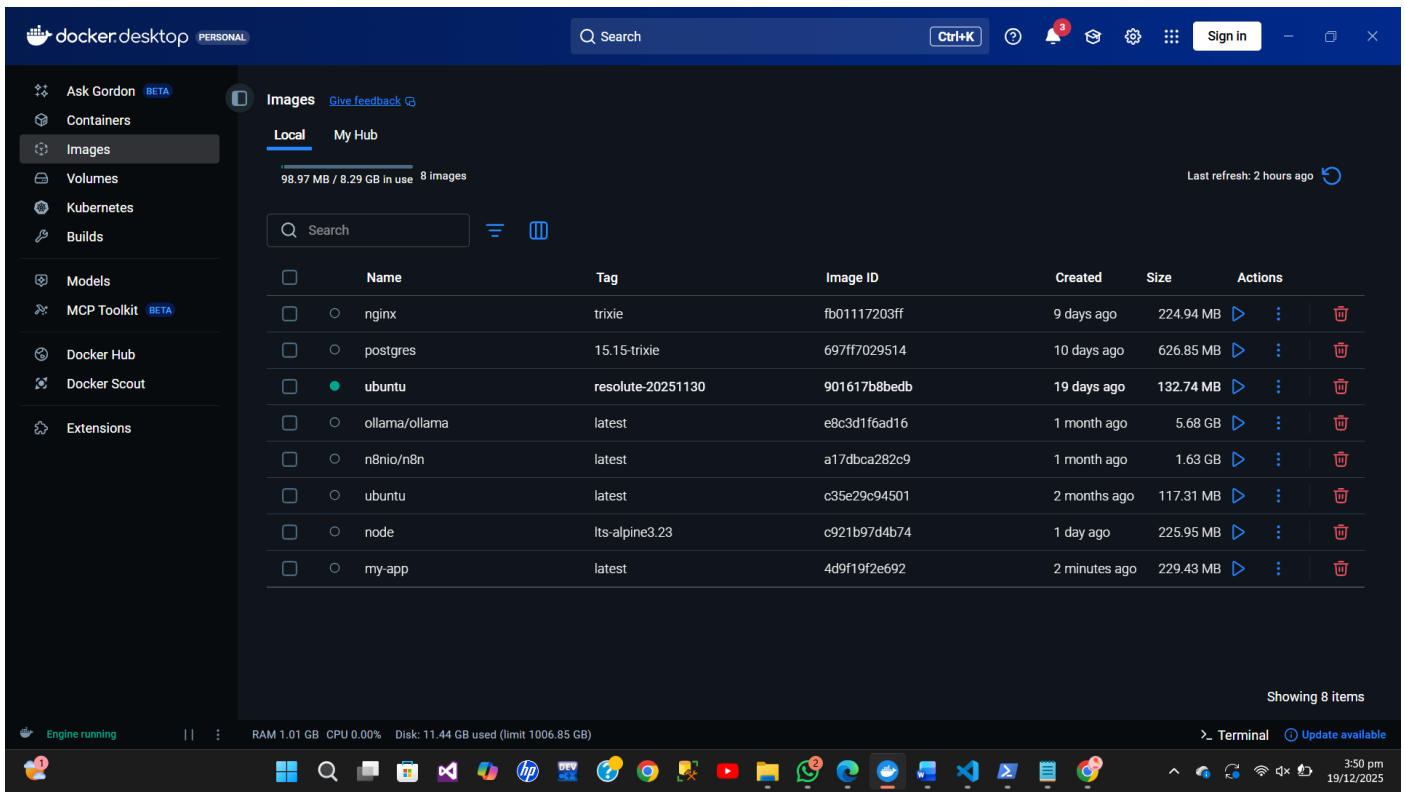 docker.desktop PERSONAL Search Ctrl+K 3 Sign in
Ask Gordon BETA
Containers
Images
Volumes
Kubernetes
Builds
Models
MCP Toolkit BETA
Docker Hub
Docker Scout
Extensions
Images Give feedback
Local My Hub
98.97 MB / 8.29 GB in use 8 images Last refresh: 2 hours ago
Search
Name Tag Image ID Created Size Actions
nginx trixie fb01117203ff 9 days ago 224.94 MB
postgres 15.15-trixie 697ff7029514 10 days ago 626.85 MB
ubuntu resolute-20251130 901617b8bedb 19 days ago 132.74 MB
ollama/ollama latest e8c3d1f6ad16 1 month ago 5.68 GB
n8nio/n8n latest a17dbca282c9 1 month ago 1.63 GB
ubuntu latest c35e29c94501 2 months ago 117.31 MB
node lts-alpine3.23 c921b97d4b74 1 day ago 225.95 MB
my-app latest 4d9f19f2e692 2 minutes ago 229.43 MB
Showing 8 items
Engine running RAM 1.01 GB CPU 0.00% Disk: 11.44 GB used (limit 1006.85 GB) Terminal Update available
1 hp DEV 2 3:50 pm
19/12/2025